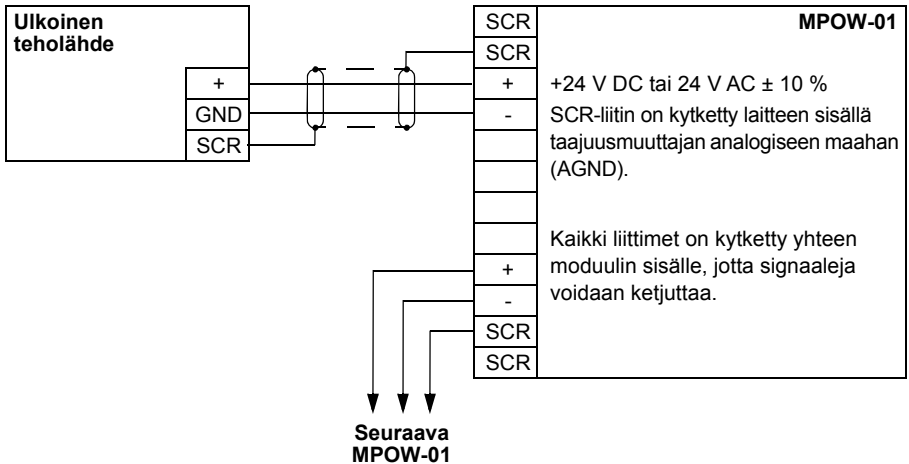 Ulkoinen
teholähde
+
GND
SCR
SCR
MPOW-01
SCR
+
+24 V DC tai 24 V AC ± 10 %
-
SCR-liitin on kytketty laitteen sisällä
taajuusmuuttajan analogiseen maahan
(AGND).
Kaikki liittimet on kytketty yhteen
moduulin sisälle, jotta signaaleja
voidaan ketjuttaa.
+
-
SCR
SCR
Seuraava
MPOW-01